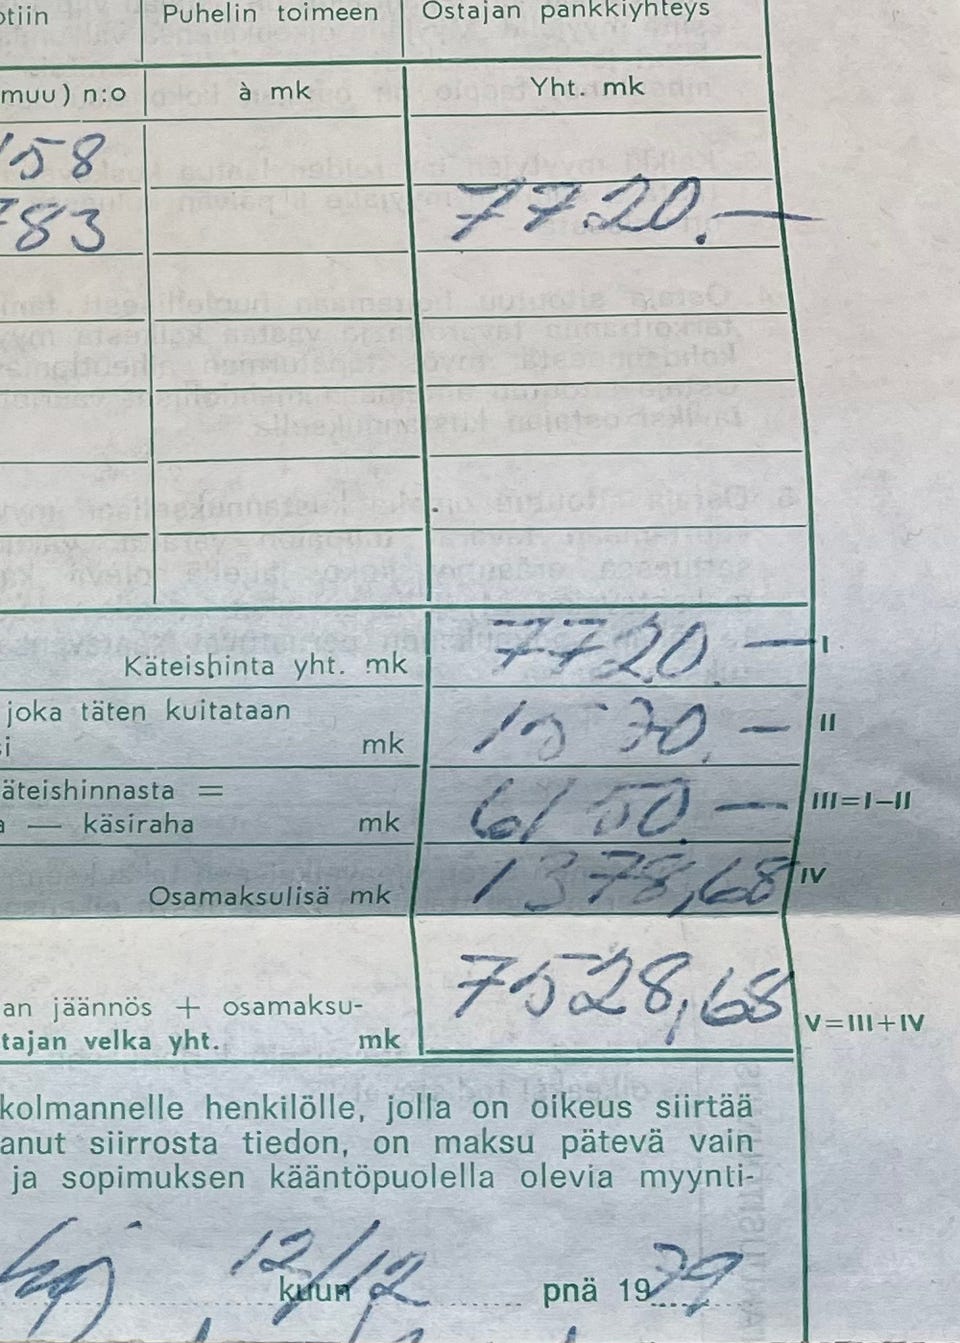 otiin Puhelin toimeen Ostajan pankkiyhteys
muu) n:o à mk Yht. mk
158
783 7720.—
Käteishinta yht. mk 7720.— I
joka täten kuitataan
si mk 1570.— II
äteishinnasta =
a — käsiraha mk 6150.— III=I–II
Osamaksulisä mk 1378,68 IV
7528,68
an jäännös + osamaksu-
tajan velka yht. mk V=III+IV
kolmannelle henkilölle, jolla on oikeus siirtää
anut siirrosta tiedon, on maksu pätevä vain
ja sopimuksen kääntöpuolella olevia myynti-
12/12 kuun pnä 1979